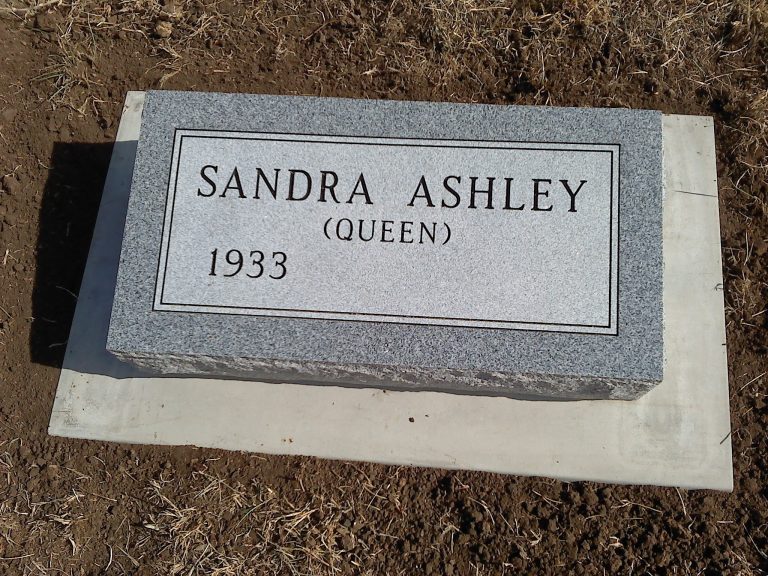 SANDRA ASHLEY
(QUEEN)
1933